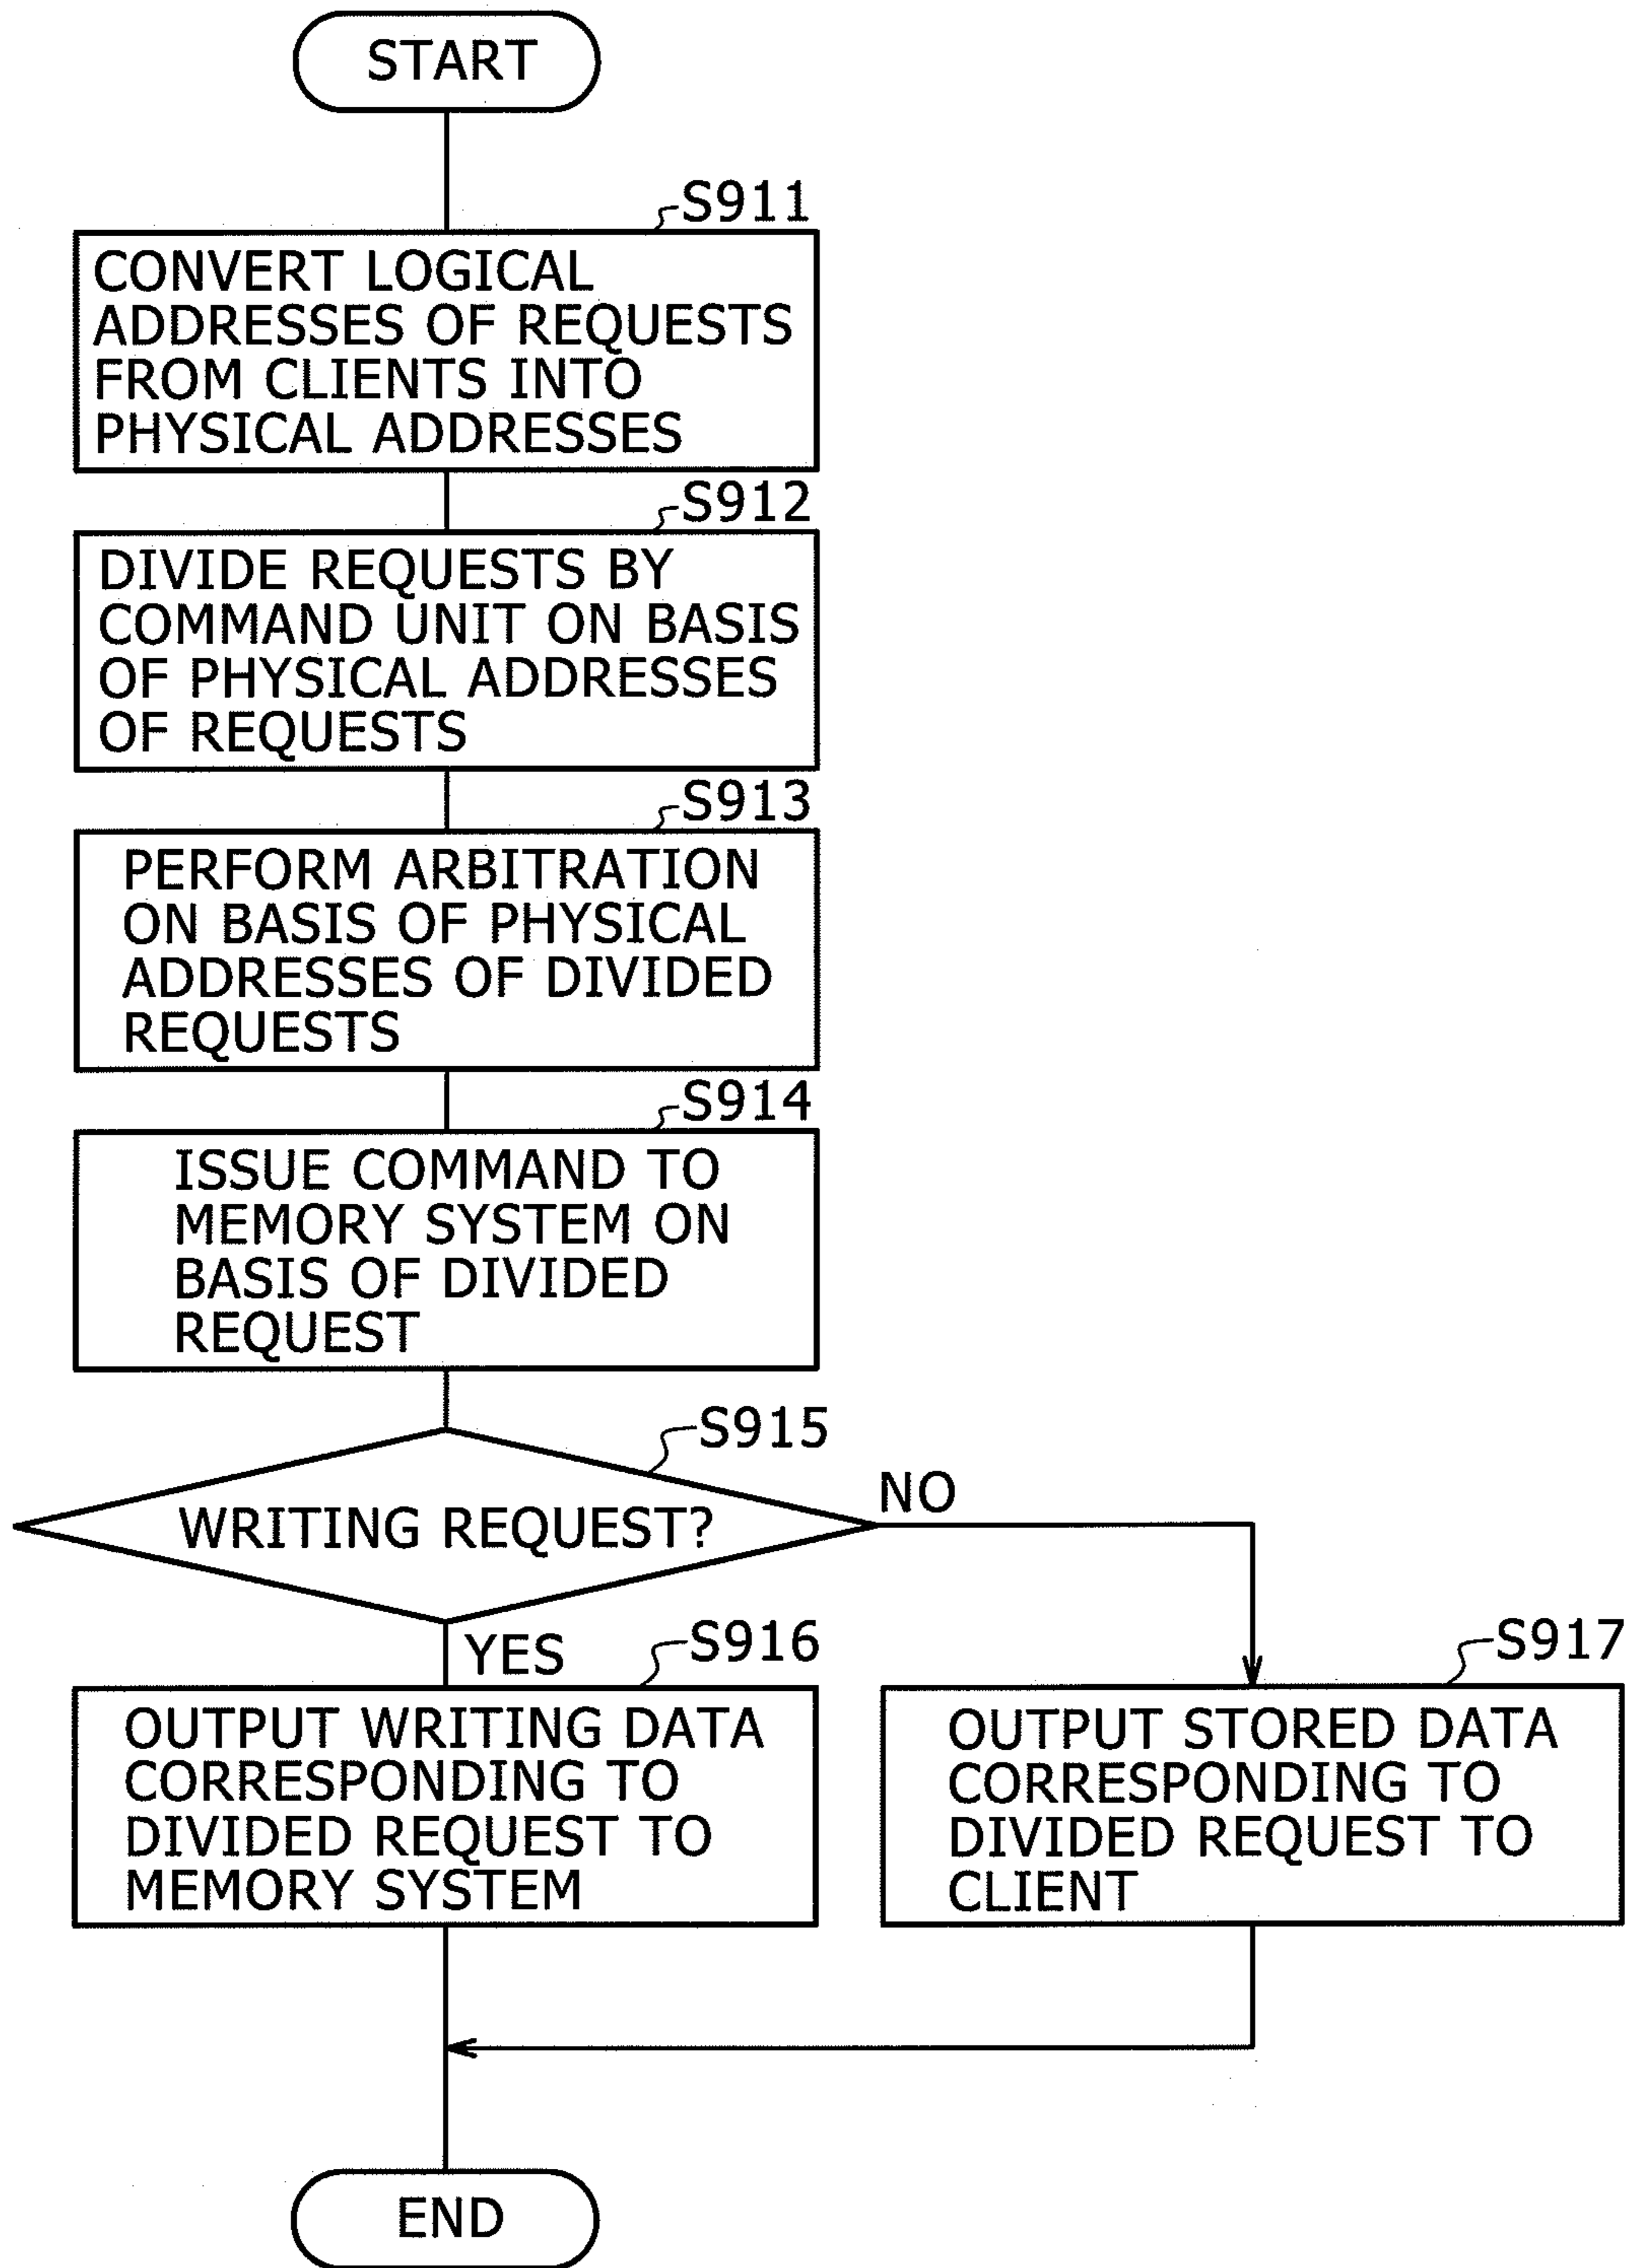 START
S911
CONVERT LOGICAL
ADDRESSES OF REQUESTS
FROM CLIENTS INTO
PHYSICAL ADDRESSES
S912
DIVIDE REQUESTS BY
COMMAND UNIT ON BASIS
OF PHYSICAL ADDRESSES
OF REQUESTS
S913
PERFORM ARBITRATION
ON BASIS OF PHYSICAL
ADDRESSES OF DIVIDED
REQUESTS
S914
ISSUE COMMAND TO
MEMORY SYSTEM ON
BASIS OF DIVIDED
REQUEST
S915
WRITING REQUEST?
NO
YES
S916
OUTPUT WRITING DATA
CORRESPONDING TO
DIVIDED REQUEST TO
MEMORY SYSTEM
S917
OUTPUT STORED DATA
CORRESPONDING TO
DIVIDED REQUEST TO
CLIENT
END